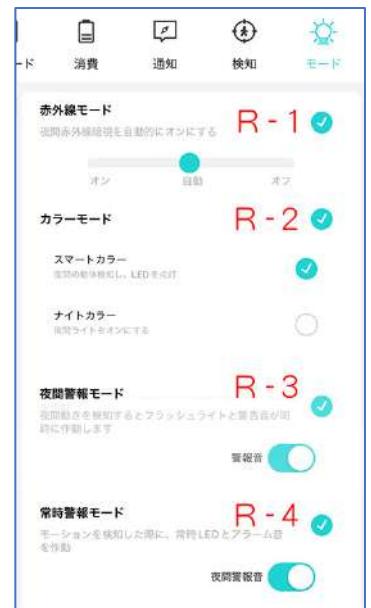 ード 消費 通知 検知 モード
赤外線モード R-1
夜間赤外線暗視を自動的にオンにする
オン 自動 オフ
カラーモード R-2
スマートカラー
夜間の動体検知し、LEDを点灯
ナイトカラー
夜間ライトをオンにする
夜間警報モード R-3
夜間動きを検知するとフラッシュライトと警告音が同
時に作動します
警報音
常時警報モード R-4
モーションを検知した際に、常時LEDとアラーム音
を作動
夜間警報音